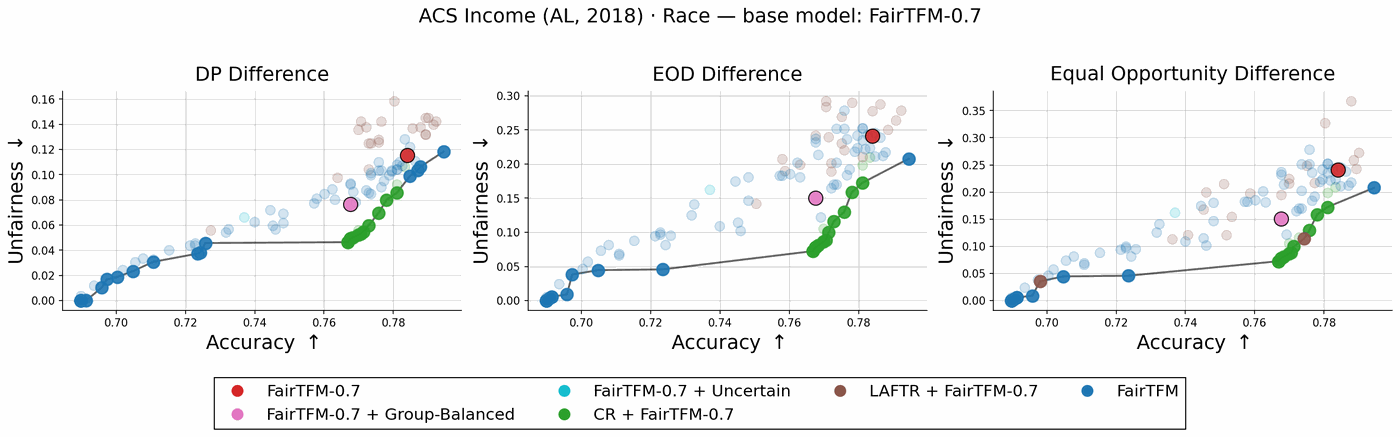 ACS Income (AL, 2018) · Race — base model: FairTFM-0.7
DP Difference
Unfairness ↓
0.16
0.14
0.12
0.10
0.08
0.06
0.04
0.02
0.00
0.70 0.72 0.74 0.76 0.78
Accuracy ↑
EOD Difference
Unfairness ↓
0.30
0.25
0.20
0.15
0.10
0.05
0.00
0.70 0.72 0.74 0.76 0.78
Accuracy ↑
Equal Opportunity Difference
Unfairness ↓
0.35
0.30
0.25
0.20
0.15
0.10
0.05
0.00
0.70 0.72 0.74 0.76 0.78
Accuracy ↑
FairTFM-0.7
FairTFM-0.7 + Group-Balanced
FairTFM-0.7 + Uncertain
CR + FairTFM-0.7
LAFTR + FairTFM-0.7
FairTFM